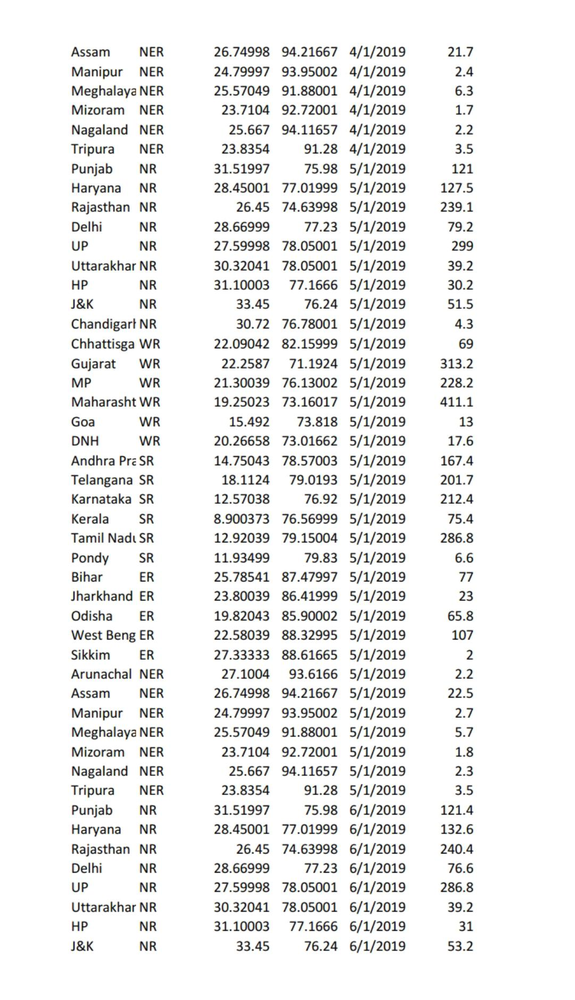 Assam NER 26.74998 94.21667 4/1/2019 21.7
Manipur NER 24.79997 93.95002 4/1/2019 2.4
Meghalaya NER 25.57049 91.88001 4/1/2019 6.3
Mizoram NER 23.7104 92.72001 4/1/2019 1.7
Nagaland NER 25.667 94.11657 4/1/2019 2.2
Tripura NER 23.8354 91.28 4/1/2019 3.5
Punjab NR 31.51997 75.98 5/1/2019 121
Haryana NR 28.45001 77.01999 5/1/2019 127.5
Rajasthan NR 26.45 74.63998 5/1/2019 239.1
Delhi NR 28.66999 77.23 5/1/2019 79.2
UP NR 27.59998 78.05001 5/1/2019 299
Uttarakhar NR 30.32041 78.05001 5/1/2019 39.2
HP NR 31.10003 77.1666 5/1/2019 30.2
J&K NR 33.45 76.24 5/1/2019 51.5
Chandigarh NR 30.72 76.78001 5/1/2019 4.3
Chhattisga WR 22.09042 82.15999 5/1/2019 69
Gujarat WR 22.2587 71.1924 5/1/2019 313.2
MP WR 21.30039 76.13002 5/1/2019 228.2
Maharasht WR 19.25023 73.16017 5/1/2019 411.1
Goa WR 15.492 73.818 5/1/2019 13
DNH WR 20.26658 73.01662 5/1/2019 17.6
Andhra Pra SR 14.75043 78.57003 5/1/2019 167.4
Telangana SR 18.1124 79.0193 5/1/2019 201.7
Karnataka SR 12.57038 76.92 5/1/2019 212.4
Kerala SR 8.900373 76.56999 5/1/2019 75.4
Tamil Nadu SR 12.92039 79.15004 5/1/2019 286.8
Pondy SR 11.93499 79.83 5/1/2019 6.6
Bihar ER 25.78541 87.47997 5/1/2019 77
Jharkhand ER 23.80039 86.41999 5/1/2019 23
Odisha ER 19.82043 85.90002 5/1/2019 65.8
West Beng ER 22.58039 88.32995 5/1/2019 107
Sikkim ER 27.33333 88.61665 5/1/2019 2
Arunachal NER 27.1004 93.6166 5/1/2019 2.2
Assam NER 26.74998 94.21667 5/1/2019 22.5
Manipur NER 24.79997 93.95002 5/1/2019 2.7
Meghalaya NER 25.57049 91.88001 5/1/2019 5.7
Mizoram NER 23.7104 92.72001 5/1/2019 1.8
Nagaland NER 25.667 94.11657 5/1/2019 2.3
Tripura NER 23.8354 91.28 5/1/2019 3.5
Punjab NR 31.51997 75.98 6/1/2019 121.4
Haryana NR 28.45001 77.01999 6/1/2019 132.6
Rajasthan NR 26.45 74.63998 6/1/2019 240.4
Delhi NR 28.66999 77.23 6/1/2019 76.6
UP NR 27.59998 78.05001 6/1/2019 286.8
Uttarakhar NR 30.32041 78.05001 6/1/2019 39.2
HP NR 31.10003 77.1666 6/1/2019 31
J&K NR 33.45 76.24 6/1/2019 53.2